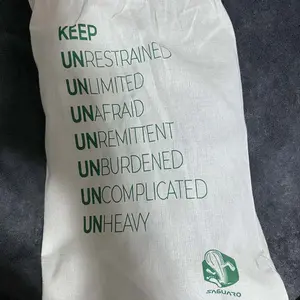 KEEP
UNRESTRAINED
UNLIMITED
UNAFRAID
UNREMITTENT
UNBURDENED
UNCOMPLICATED
UNHEAVY